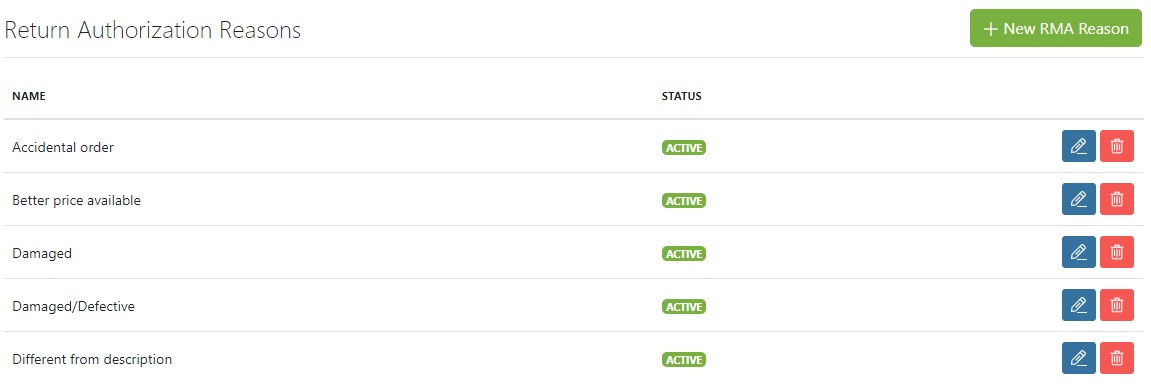 Return Authorization Reasons
+ New RMA Reason
NAME STATUS
Accidental order ACTIVE
Better price available ACTIVE
Damaged ACTIVE
Damaged/Defective ACTIVE
Different from description ACTIVE